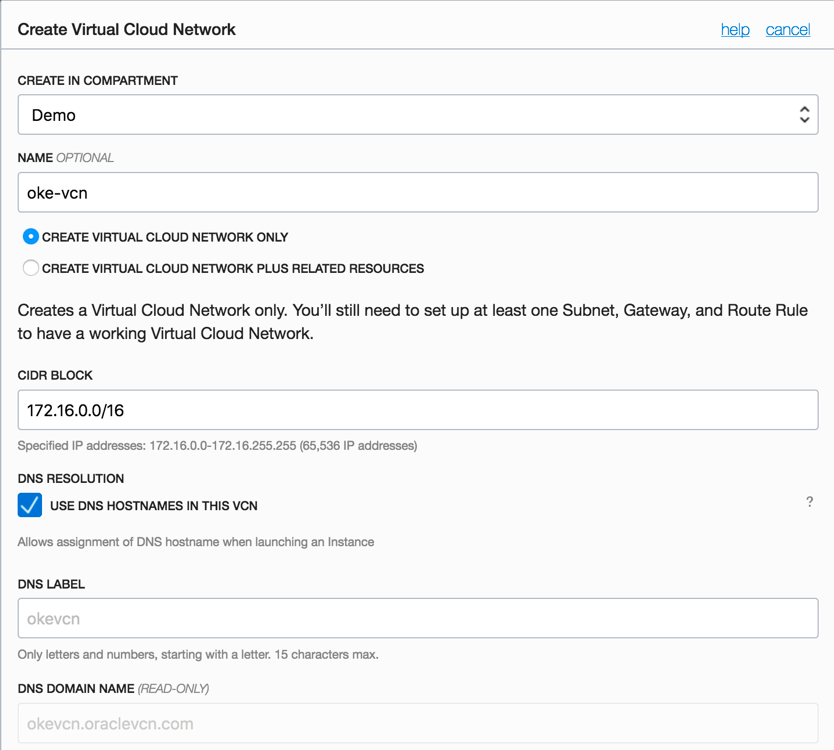 Create Virtual Cloud Network help cancel
CREATE IN COMPARTMENT
Demo
NAME OPTIONAL
oke-vcn
CREATE VIRTUAL CLOUD NETWORK ONLY
CREATE VIRTUAL CLOUD NETWORK PLUS RELATED RESOURCES
Creates a Virtual Cloud Network only. You’ll still need to set up at least one Subnet, Gateway, and Route Rule
to have a working Virtual Cloud Network.
CIDR BLOCK
172.16.0.0/16
Specified IP addresses: 172.16.0.0-172.16.255.255 (65,536 IP addresses)
DNS RESOLUTION
USE DNS HOSTNAMES IN THIS VCN ?
Allows assignment of DNS hostname when launching an Instance
DNS LABEL
okevcn
Only letters and numbers, starting with a letter. 15 characters max.
DNS DOMAIN NAME (READ-ONLY)
okevcn.oraclevcn.com